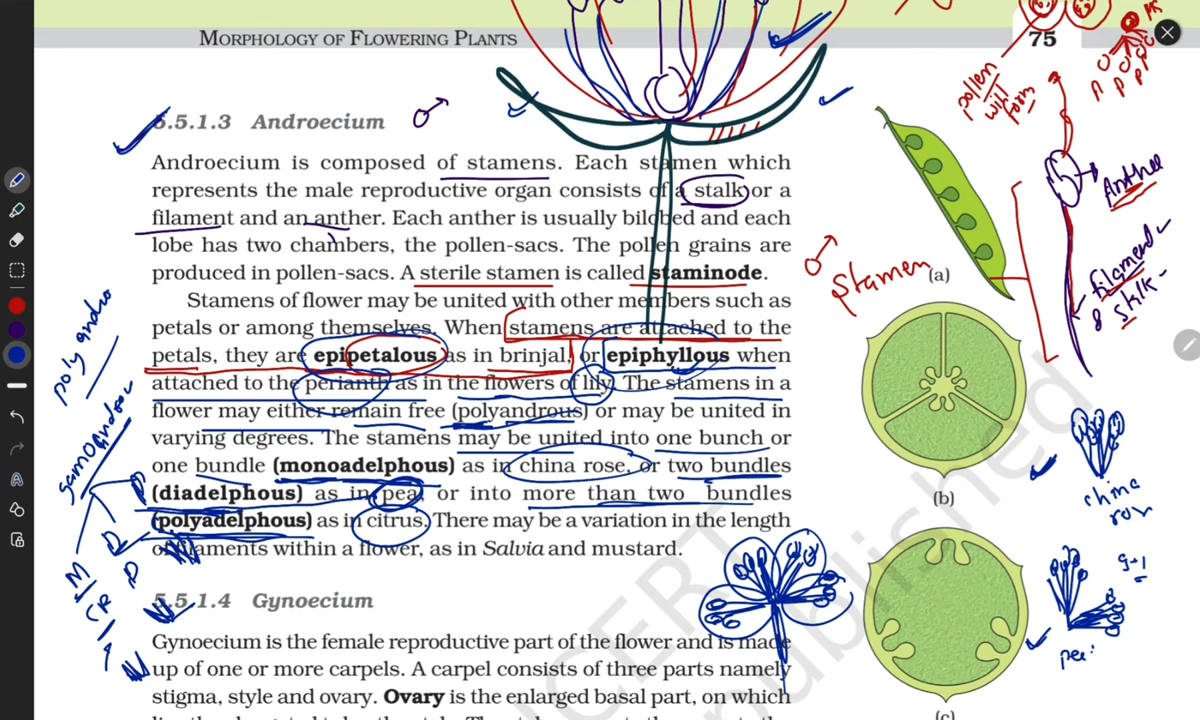 MORPHOLOGY OF FLOWERING PLANTS
75
5.5.1.3 Androecium
Androecium is composed of stamens. Each stamen which
represents the male reproductive organ consists of a stalk or a
filament and an anther. Each anther is usually bilobed and each
lobe has two chambers, the pollen-sacs. The pollen grains are
produced in pollen-sacs. A sterile stamen is called staminode.
Stamens of flower may be united with other members such as
petals or among themselves. When stamens are attached to the
petals, they are epipetalous as in brinjal, or epiphyllous when
attached to the perianth as in the flowers of lily. The stamens in a
flower may either remain free (polyandrous) or may be united in
varying degrees. The stamens may be united into one bunch or
one bundle (monoadelphous) as in china rose, or two bundles
(diadelphous) as in pea, or into more than two bundles
(polyadelphous) as in citrus. There may be a variation in the length
of filaments within a flower, as in Salvia and mustard.
5.5.1.4 Gynoecium
Gynoecium is the female reproductive part of the flower and is made
up of one or more carpels. A carpel consists of three parts namely
stigma, style and ovary. Ovary is the enlarged basal part, on which
poly andro
M
D
P
CR
pollen
will
form
Anther
filament
8 stlk
♂
Stamen
(a)
(b)
china
ros
9+1
pea
(c)